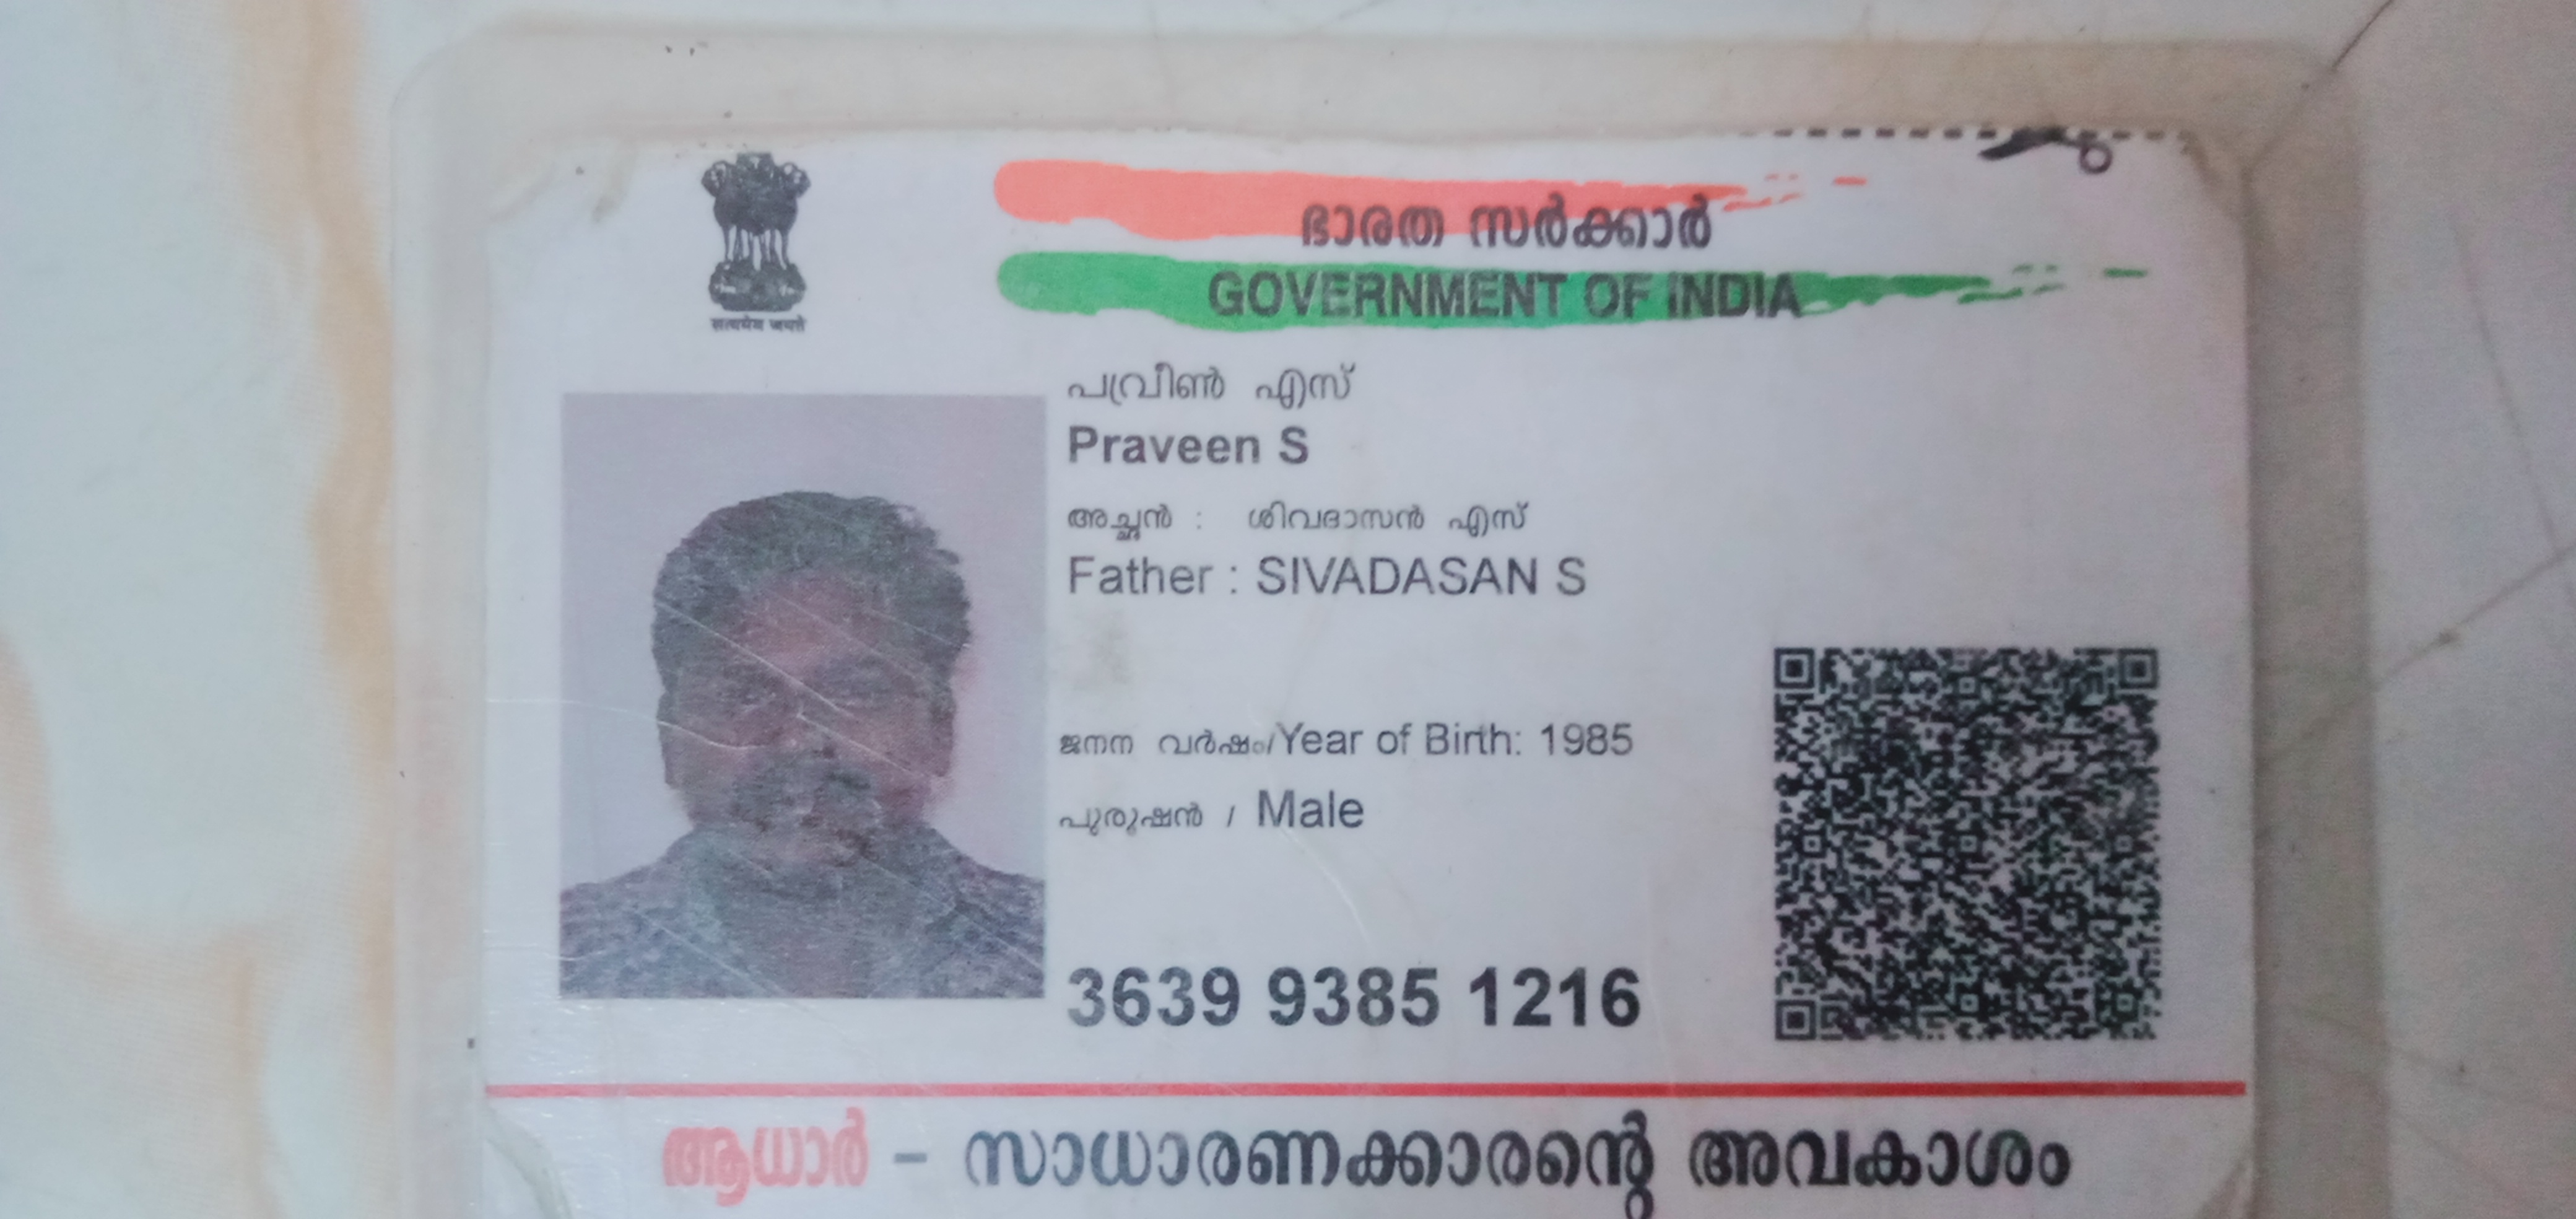 सत्यमेव जयते
ഭാരത സർക്കാർ
GOVERNMENT OF INDIA
പ്രവീൺ എസ്
Praveen S
അച്ഛൻ : ശിവദാസൻ എസ്
Father : SIVADASAN S
ജനന വർഷം/Year of Birth: 1985
പുരുഷൻ / Male
3639 9385 1216
ആധാർ - സാധാരണക്കാരന്റെ അവകാശം